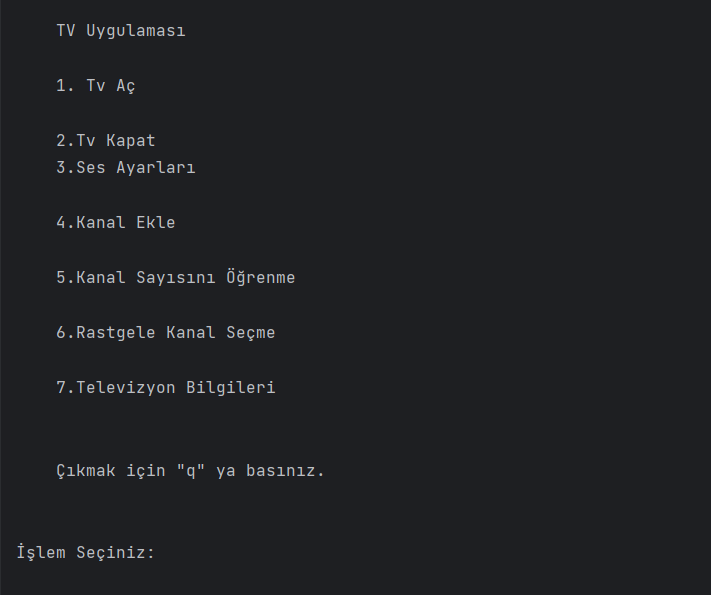 TV Uygulaması
1. Tv Aç
2.Tv Kapat
3.Ses Ayarları
4.Kanal Ekle
5.Kanal Sayısını Öğrenme
6.Rastgele Kanal Seçme
7.Televizyon Bilgileri
Çıkmak için "q" ya basınız.
İşlem Seçiniz: